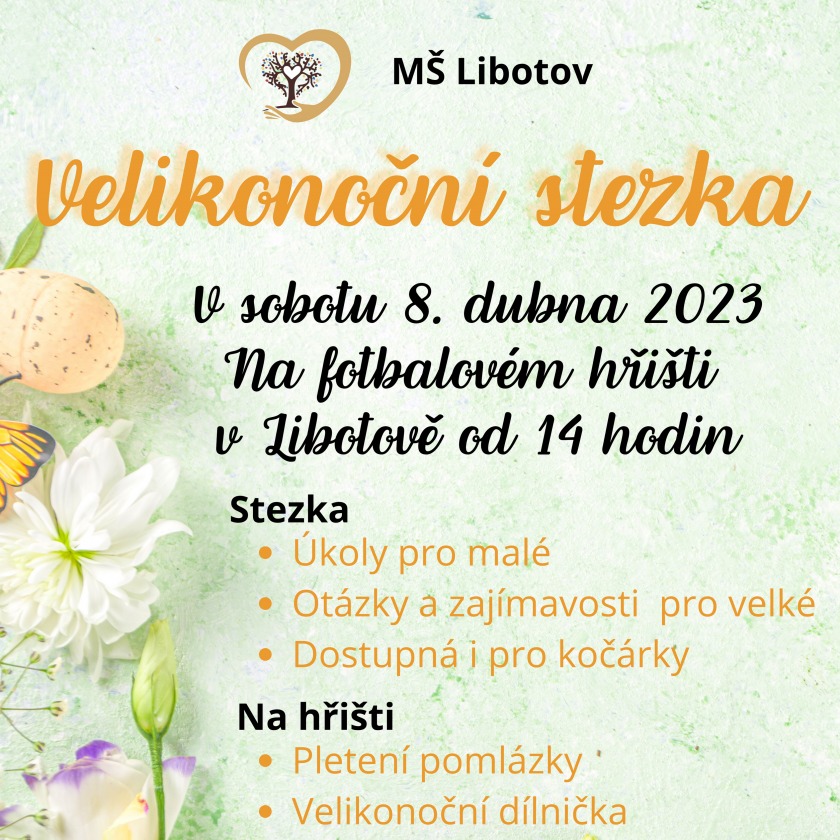 MŠ Libotov
Velikonoční stezka
V sobotu 8. dubna 2023
Na fotbalovém hřišti
v Libotově od 14 hodin
Stezka
• Úkoly pro malé
• Otázky a zajímavosti  pro velké
• Dostupná i pro kočárky
Na hřišti
• Pletení pomlázky
• Velikonoční dílnička